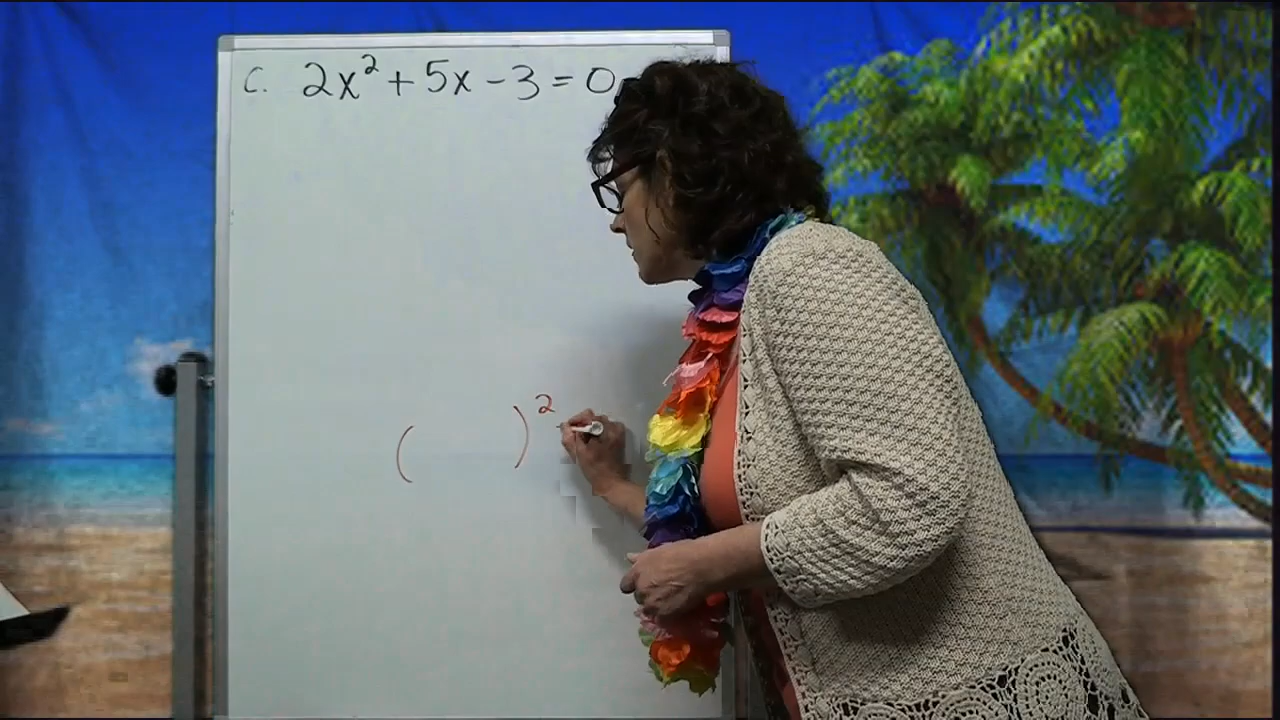 C. 2x² + 5x - 3 = 0
(     )²